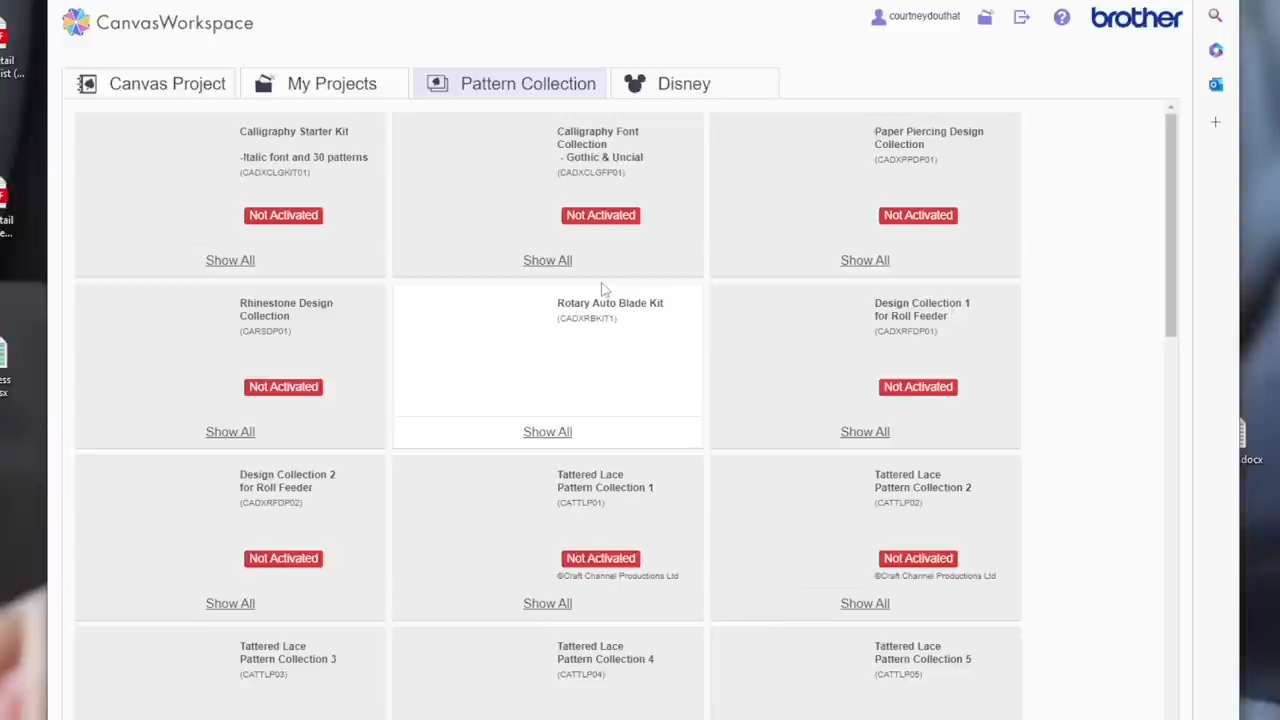 tail
ist (...
tail
e...
ess
sx
CanvasWorkspace
courtneydouthat
?
brother
Canvas Project
My Projects
Pattern Collection
Disney
Calligraphy Starter Kit
-Italic font and 30 patterns
(CADXCLGKIT01)
Not Activated
Show All
Calligraphy Font
Collection
- Gothic & Uncial
(CADXCLGFP01)
Not Activated
Show All
Paper Piercing Design
Collection
(CADXPPDP01)
Not Activated
Show All
Rhinestone Design
Collection
(CARSDP01)
Not Activated
Show All
Rotary Auto Blade Kit
(CADXRBKIT1)
Show All
Design Collection 1
for Roll Feeder
(CADXRFDP01)
Not Activated
Show All
Design Collection 2
for Roll Feeder
(CADXRFDP02)
Not Activated
Show All
Tattered Lace
Pattern Collection 1
(CATTLP01)
Not Activated
©Craft Channel Productions Ltd
Show All
Tattered Lace
Pattern Collection 2
(CATTLP02)
Not Activated
©Craft Channel Productions Ltd
Show All
Tattered Lace
Pattern Collection 3
(CATTLP03)
Tattered Lace
Pattern Collection 4
(CATTLP04)
Tattered Lace
Pattern Collection 5
(CATTLP05)
.docx